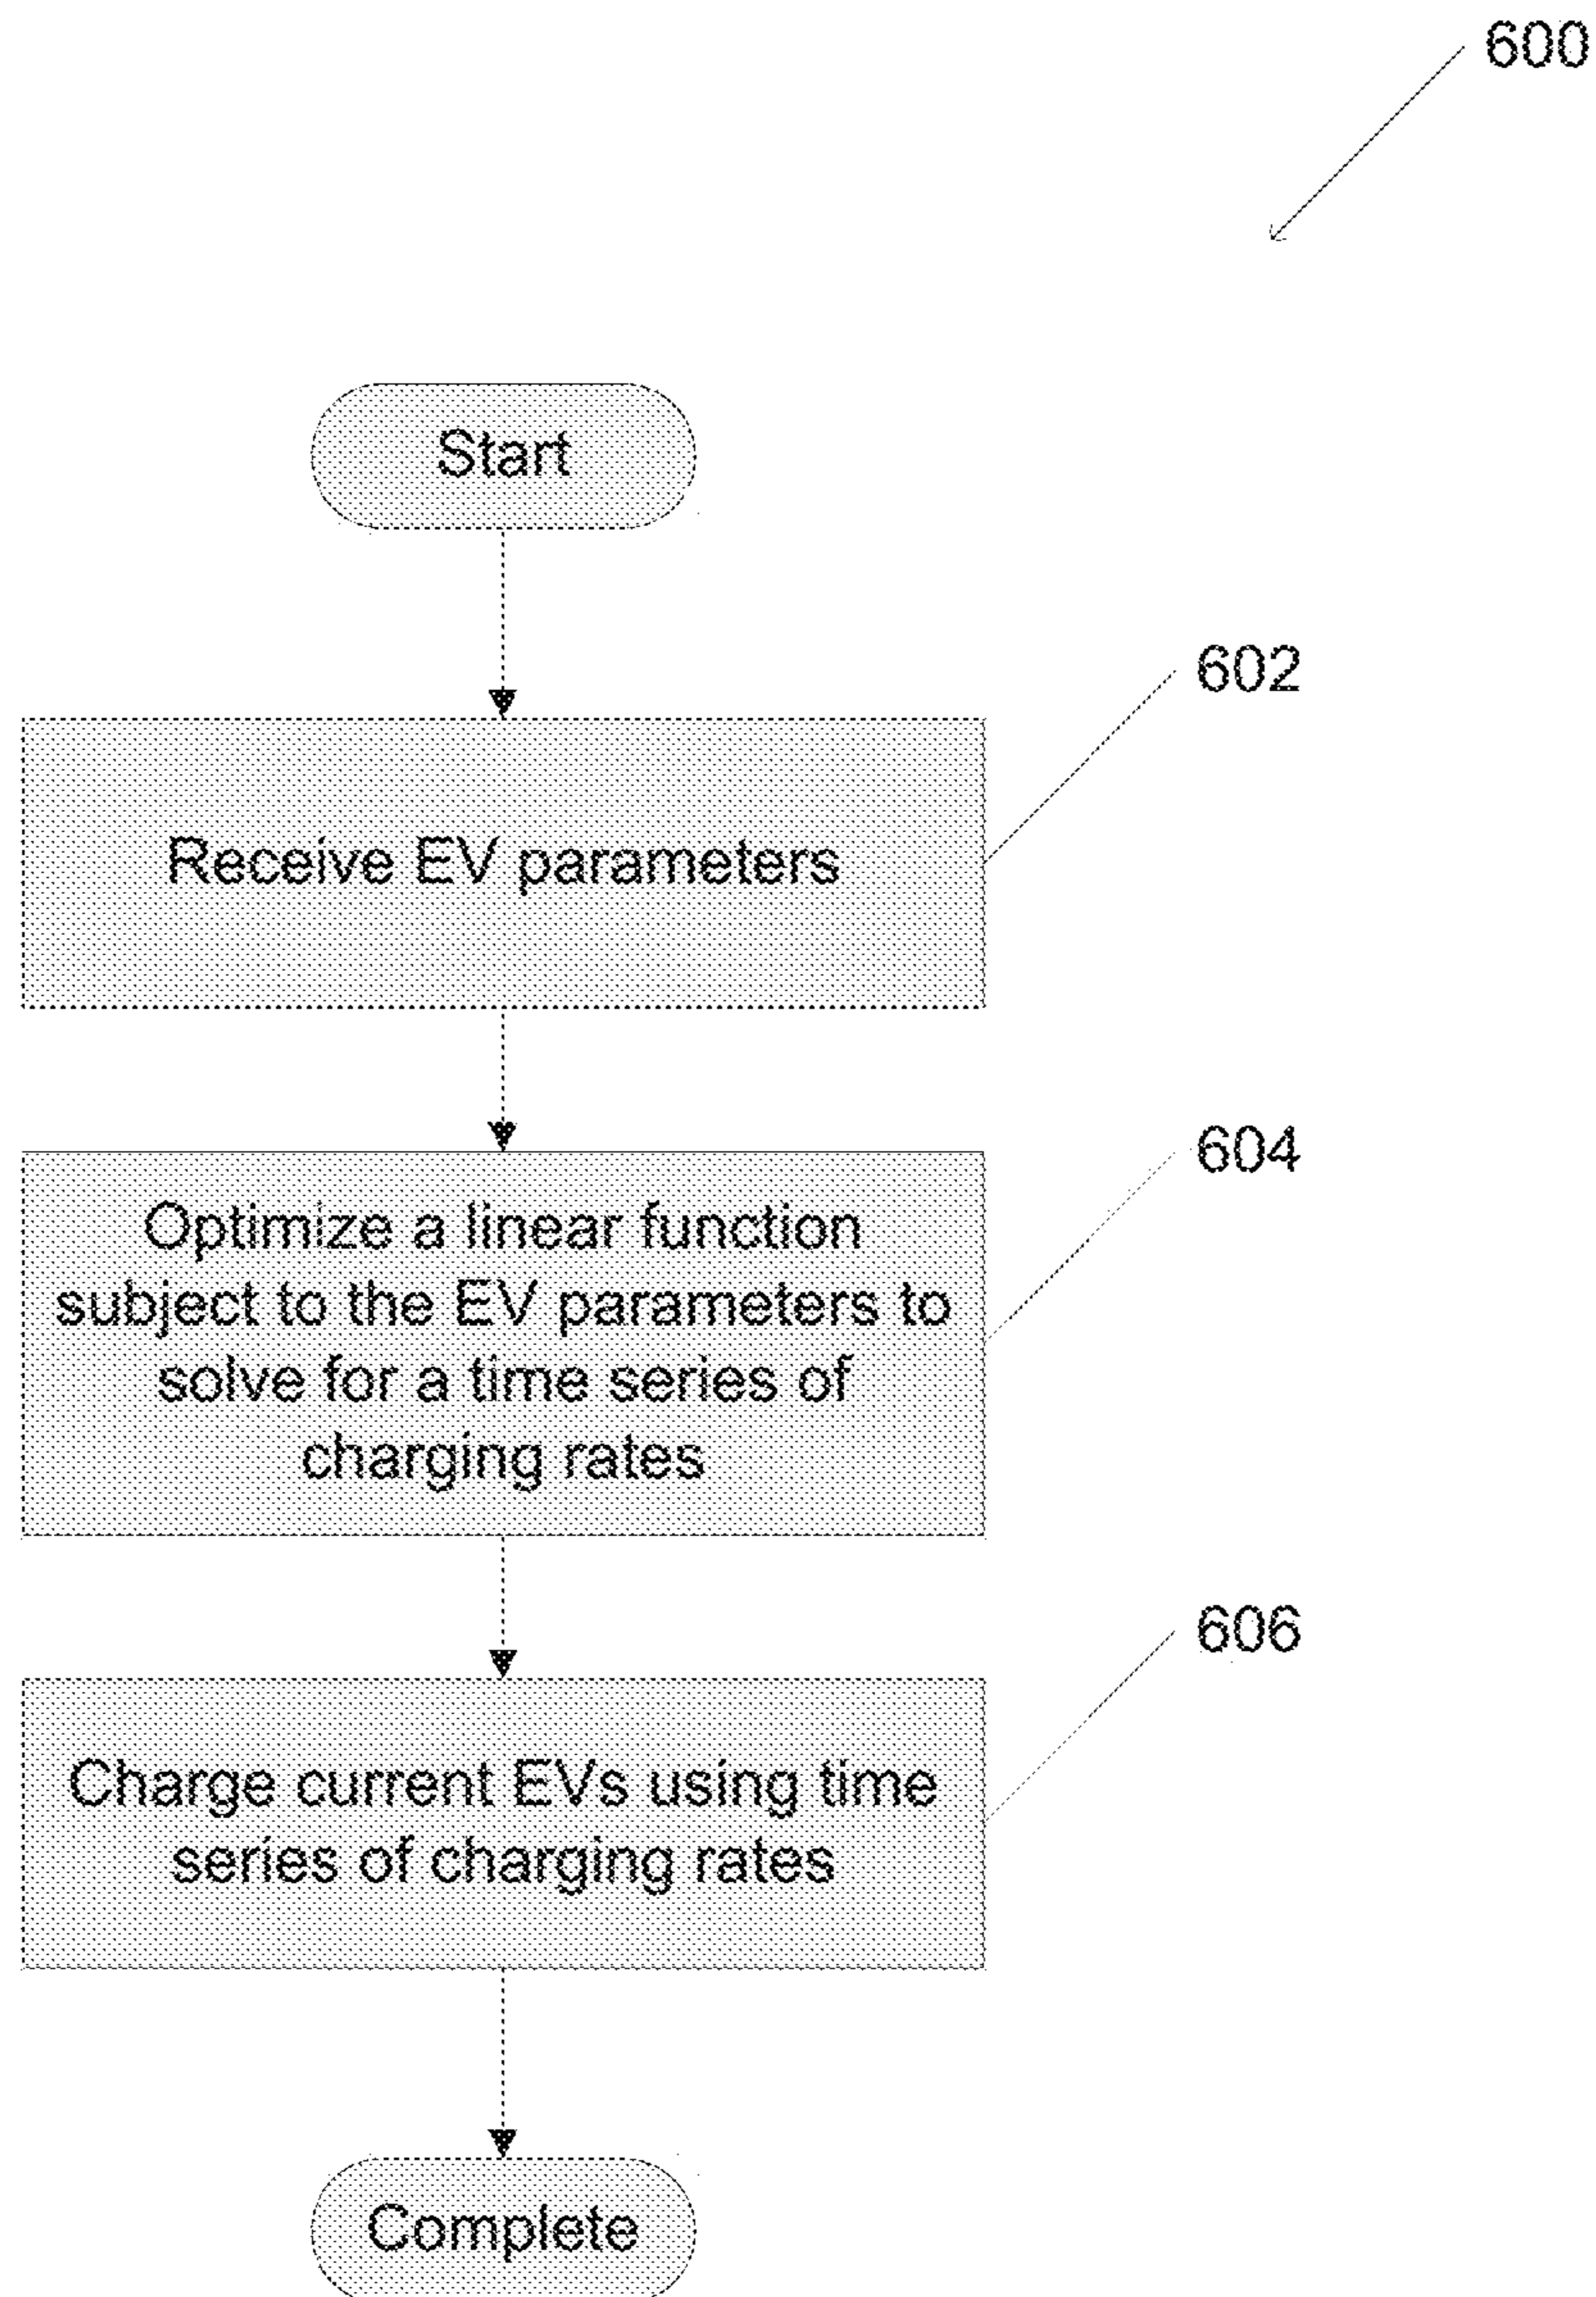 600
Start
602
Receive EV parameters
604
Optimize a linear function
subject to the EV parameters to
solve for a time series of
charging rates
606
Charge current EVs using time
series of charging rates
Complete